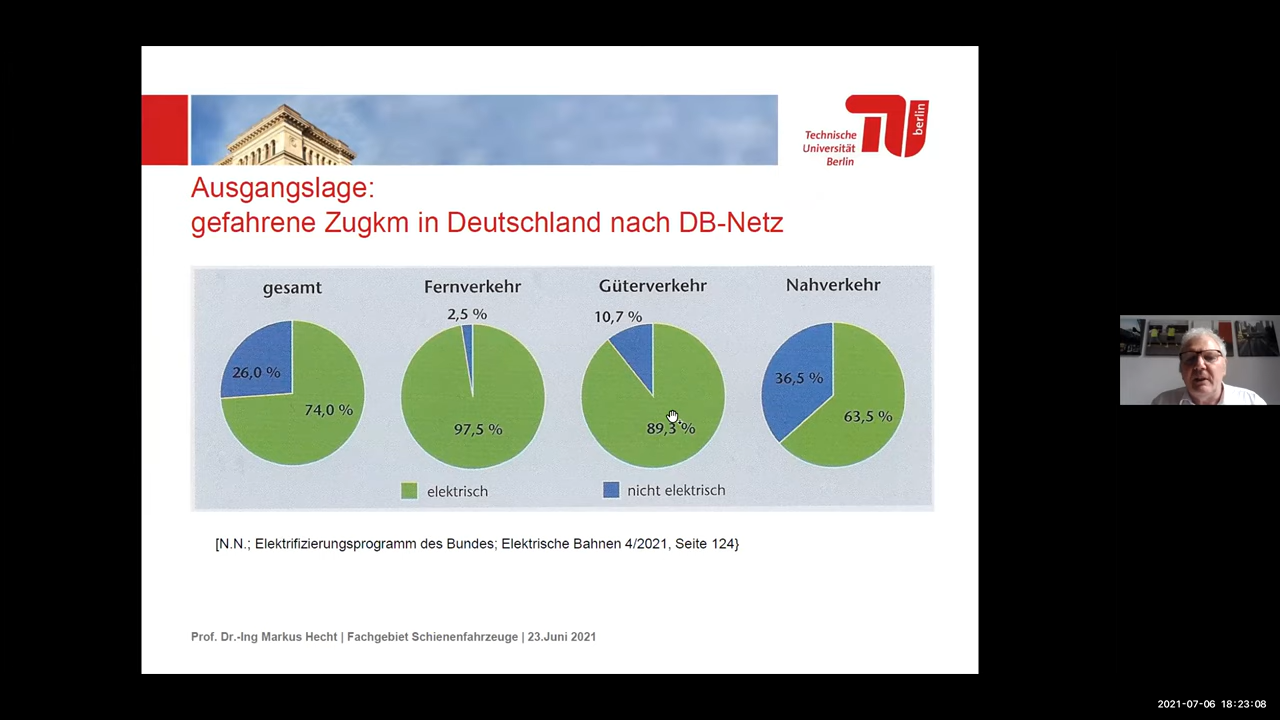 Technische
Universität
Berlin
berlin
Ausgangslage:
gefahrene Zugkm in Deutschland nach DB-Netz
gesamt
Fernverkehr
Güterverkehr
Nahverkehr
26,0 %
74,0 %
2,5 %
97,5 %
10,7 %
89,3 %
36,5 %
63,5 %
elektrisch
nicht elektrisch
[N.N.; Elektrifizierungsprogramm des Bundes; Elektrische Bahnen 4/2021, Seite 124}
Prof. Dr.-Ing Markus Hecht | Fachgebiet Schienenfahrzeuge | 23.Juni 2021
2021-07-06 18:23:08